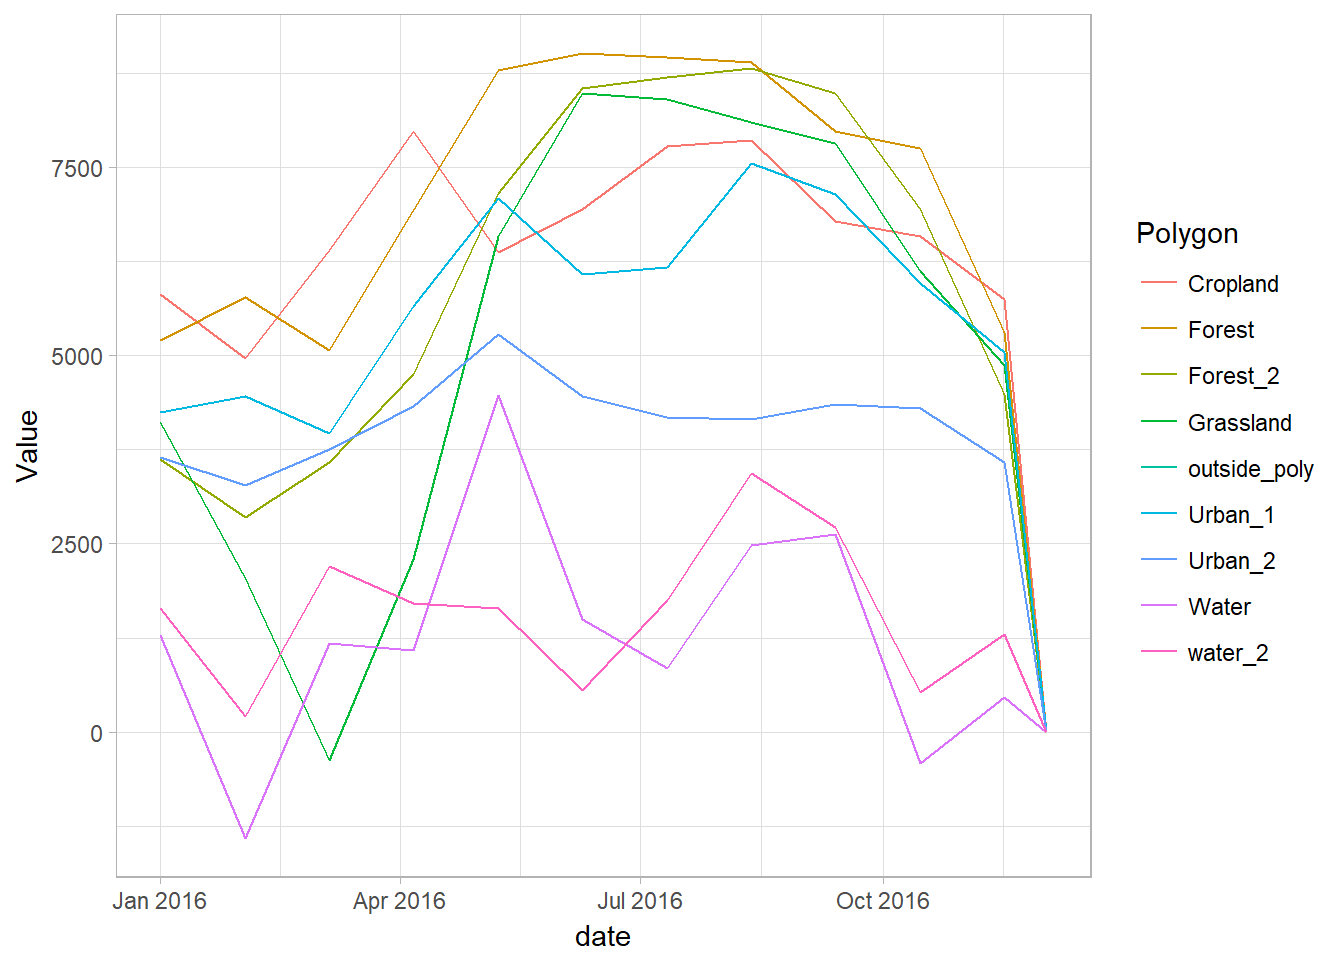 Value
7500
5000
2500
0
Jan 2016 Apr 2016 Jul 2016 Oct 2016
date
Polygon
Cropland
Forest
Forest_2
Grassland
outside_poly
Urban_1
Urban_2
Water
water_2